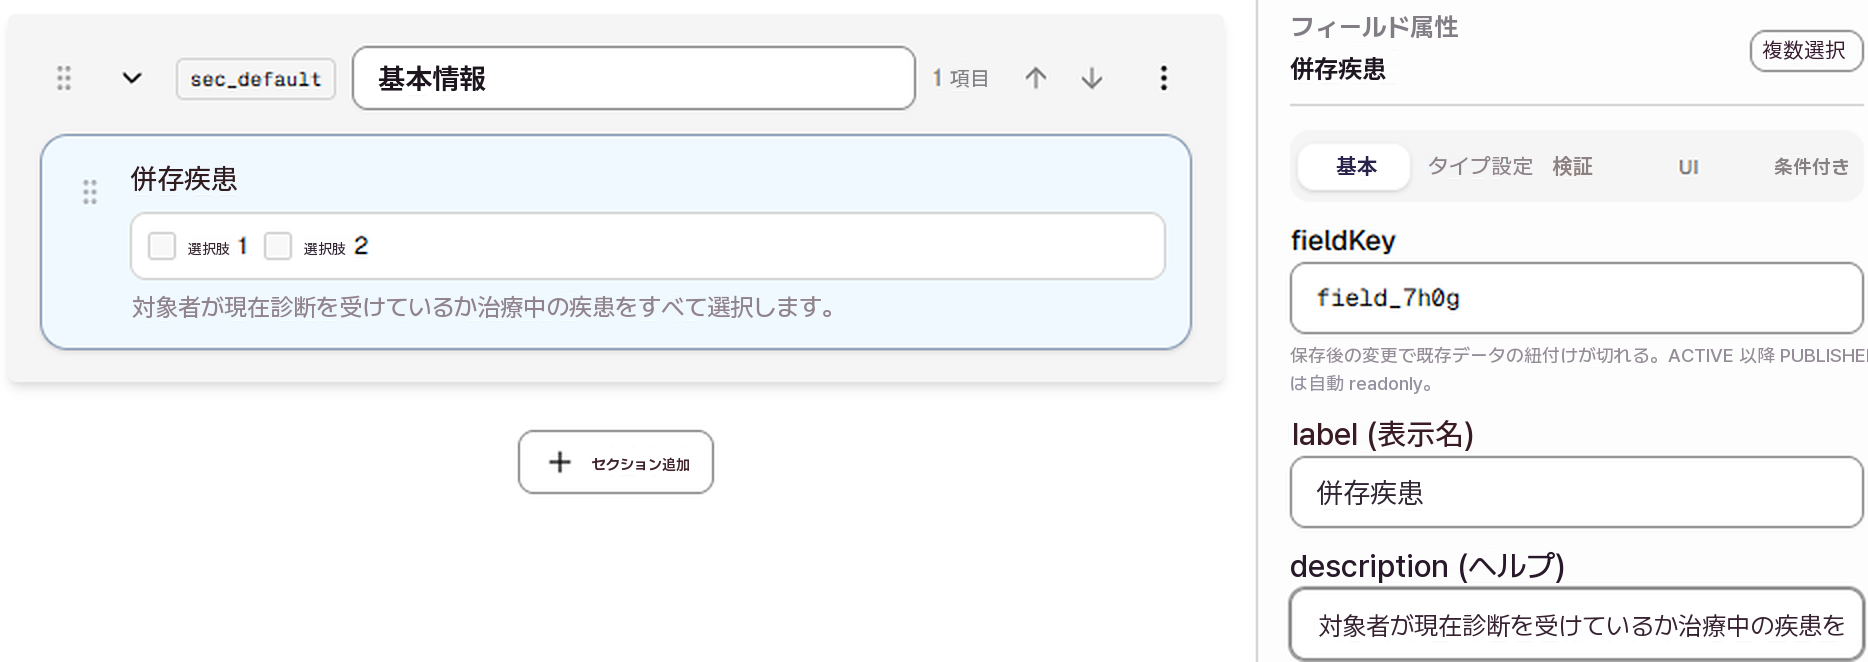 sec_default 基本情報 1 項目
併存疾患
選択肢 1 選択肢 2
対象者が現在診断を受けているか治療中の疾患をすべて選択します。
+ セクション追加
フィールド属性
併存疾患
複数選択
基本 タイプ設定 検証 UI 条件付き
fieldKey
field_7h0g
保存後の変更で既存データの紐付けが切れる。ACTIVE 以降 PUBLISHE
は自動 readonly。
label (表示名)
併存疾患
description (ヘルプ)
対象者が現在診断を受けているか治療中の疾患を